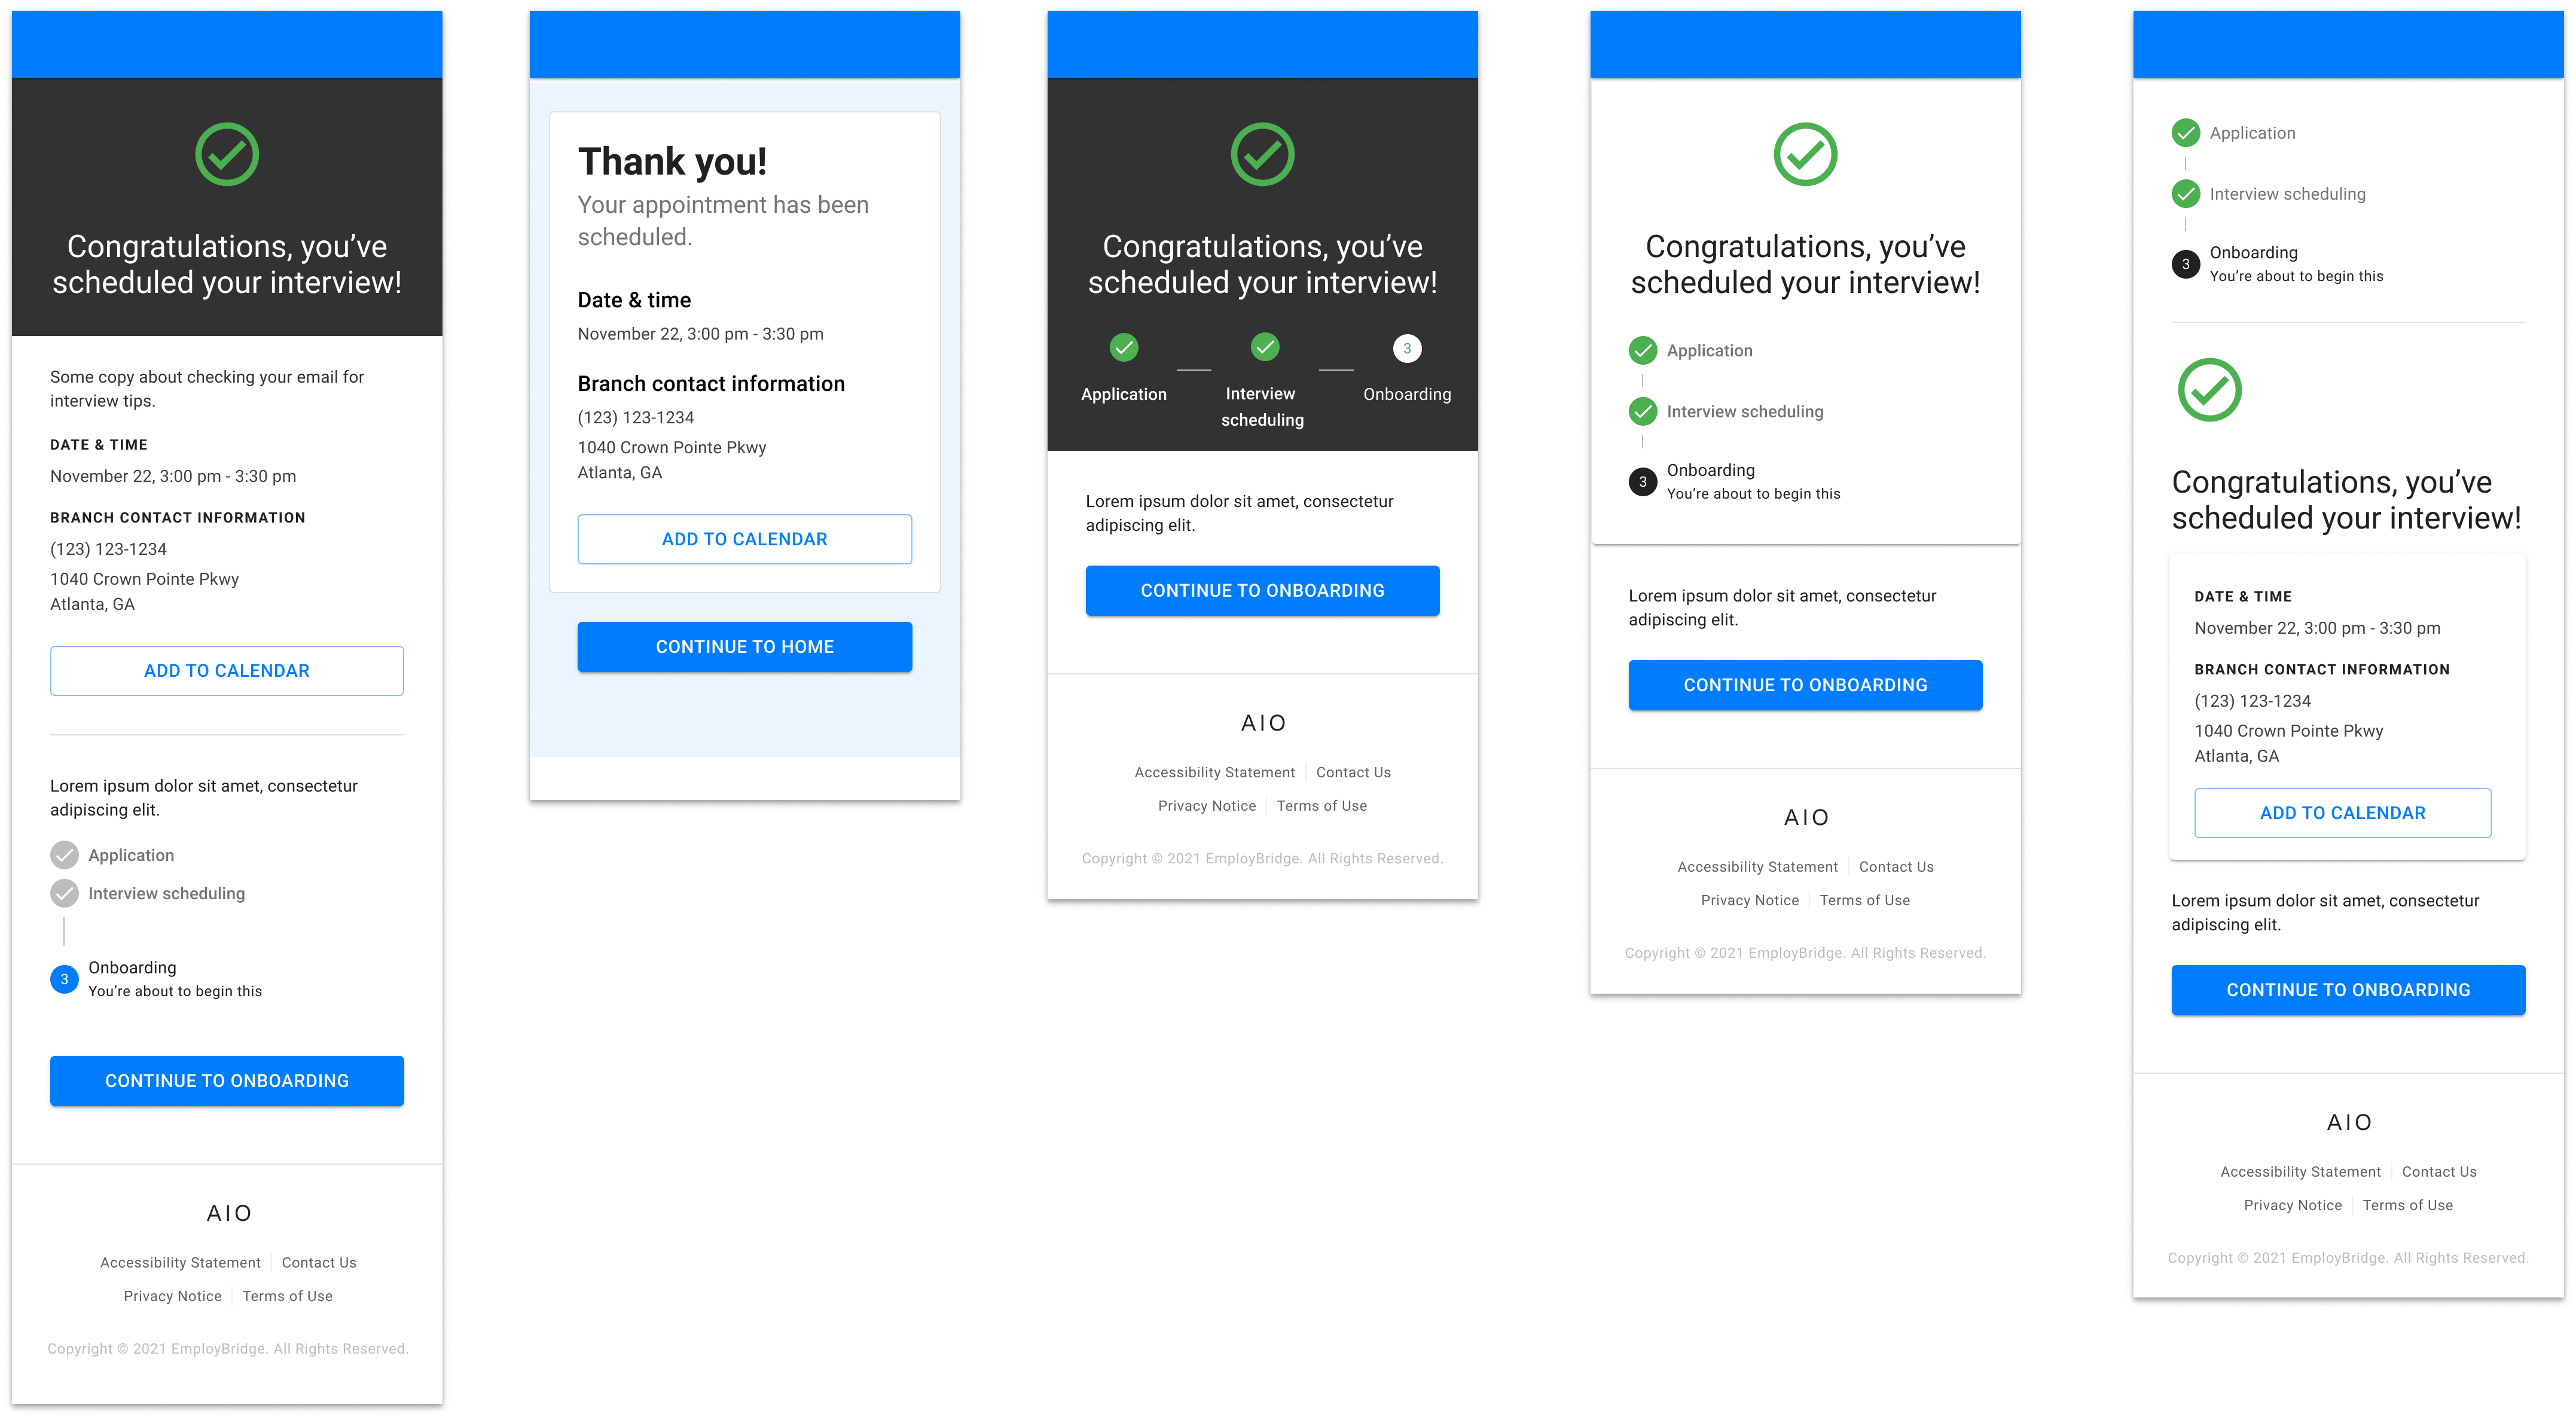 Congratulations, you’ve
scheduled your interview!
Some copy about checking your email for
interview tips.
DATE & TIME
November 22, 3:00 pm - 3:30 pm
BRANCH CONTACT INFORMATION
(123) 123-1234
1040 Crown Pointe Pkwy
Atlanta, GA
ADD TO CALENDAR
Lorem ipsum dolor sit amet, consectetur
adipiscing elit.
Application
Interview scheduling
3 Onboarding
You’re about to begin this
CONTINUE TO ONBOARDING
AIO
Accessibility Statement Contact Us
Privacy Notice Terms of Use
Copyright © 2021 EmployBridge. All Rights Reserved.
Thank you!
Your appointment has been
scheduled.
Date & time
November 22, 3:00 pm - 3:30 pm
Branch contact information
(123) 123-1234
1040 Crown Pointe Pkwy
Atlanta, GA
ADD TO CALENDAR
CONTINUE TO HOME
Congratulations, you’ve
scheduled your interview!
3
Application Interview Onboarding
scheduling
Lorem ipsum dolor sit amet, consectetur
adipiscing elit.
CONTINUE TO ONBOARDING
AIO
Accessibility Statement Contact Us
Privacy Notice Terms of Use
Copyright © 2021 EmployBridge. All Rights Reserved.
Congratulations, you’ve
scheduled your interview!
Application
Interview scheduling
3 Onboarding
You’re about to begin this
Lorem ipsum dolor sit amet, consectetur
adipiscing elit.
CONTINUE TO ONBOARDING
AIO
Accessibility Statement Contact Us
Privacy Notice Terms of Use
Copyright © 2021 EmployBridge. All Rights Reserved.
Application
Interview scheduling
3 Onboarding
You’re about to begin this
Congratulations, you’ve
scheduled your interview!
DATE & TIME
November 22, 3:00 pm - 3:30 pm
BRANCH CONTACT INFORMATION
(123) 123-1234
1040 Crown Pointe Pkwy
Atlanta, GA
ADD TO CALENDAR
Lorem ipsum dolor sit amet, consectetur
adipiscing elit.
CONTINUE TO ONBOARDING
AIO
Accessibility Statement Contact Us
Privacy Notice Terms of Use
Copyright © 2021 EmployBridge. All Rights Reserved.